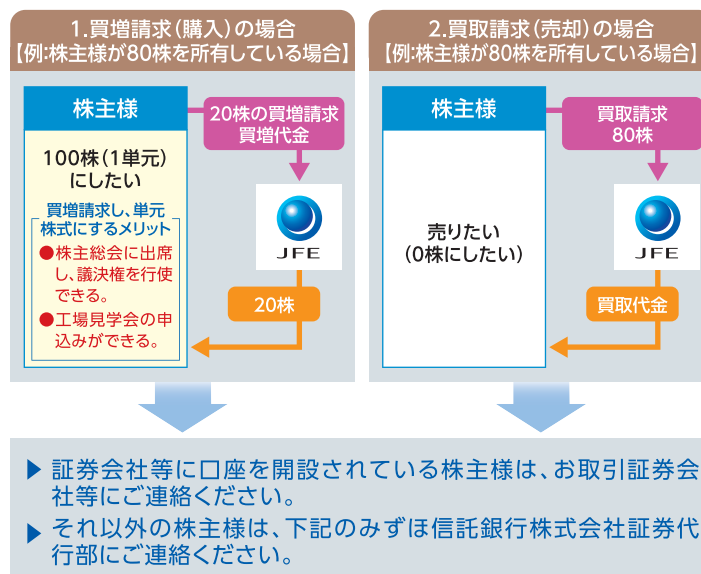 1.買増請求（購入）の場合
【例:株主様が80株を所有している場合】
株主様
20株の買増請求
買増代金
100株（1単元）
にしたい
買増請求し、単元
株式にするメリット
●株主総会に出席
し、議決権を行使
できる。
●工場見学会の申
込みができる。
JFE
20株
2.買取請求（売却）の場合
【例:株主様が80株を所有している場合】
株主様
買取請求
80株
売りたい
（0株にしたい）
JFE
買取代金
▶ 証券会社等に口座を開設されている株主様は、お取引証券会
社等にご連絡ください。
▶ それ以外の株主様は、下記のみずほ信託銀行株式会社証券代
行部にご連絡ください。